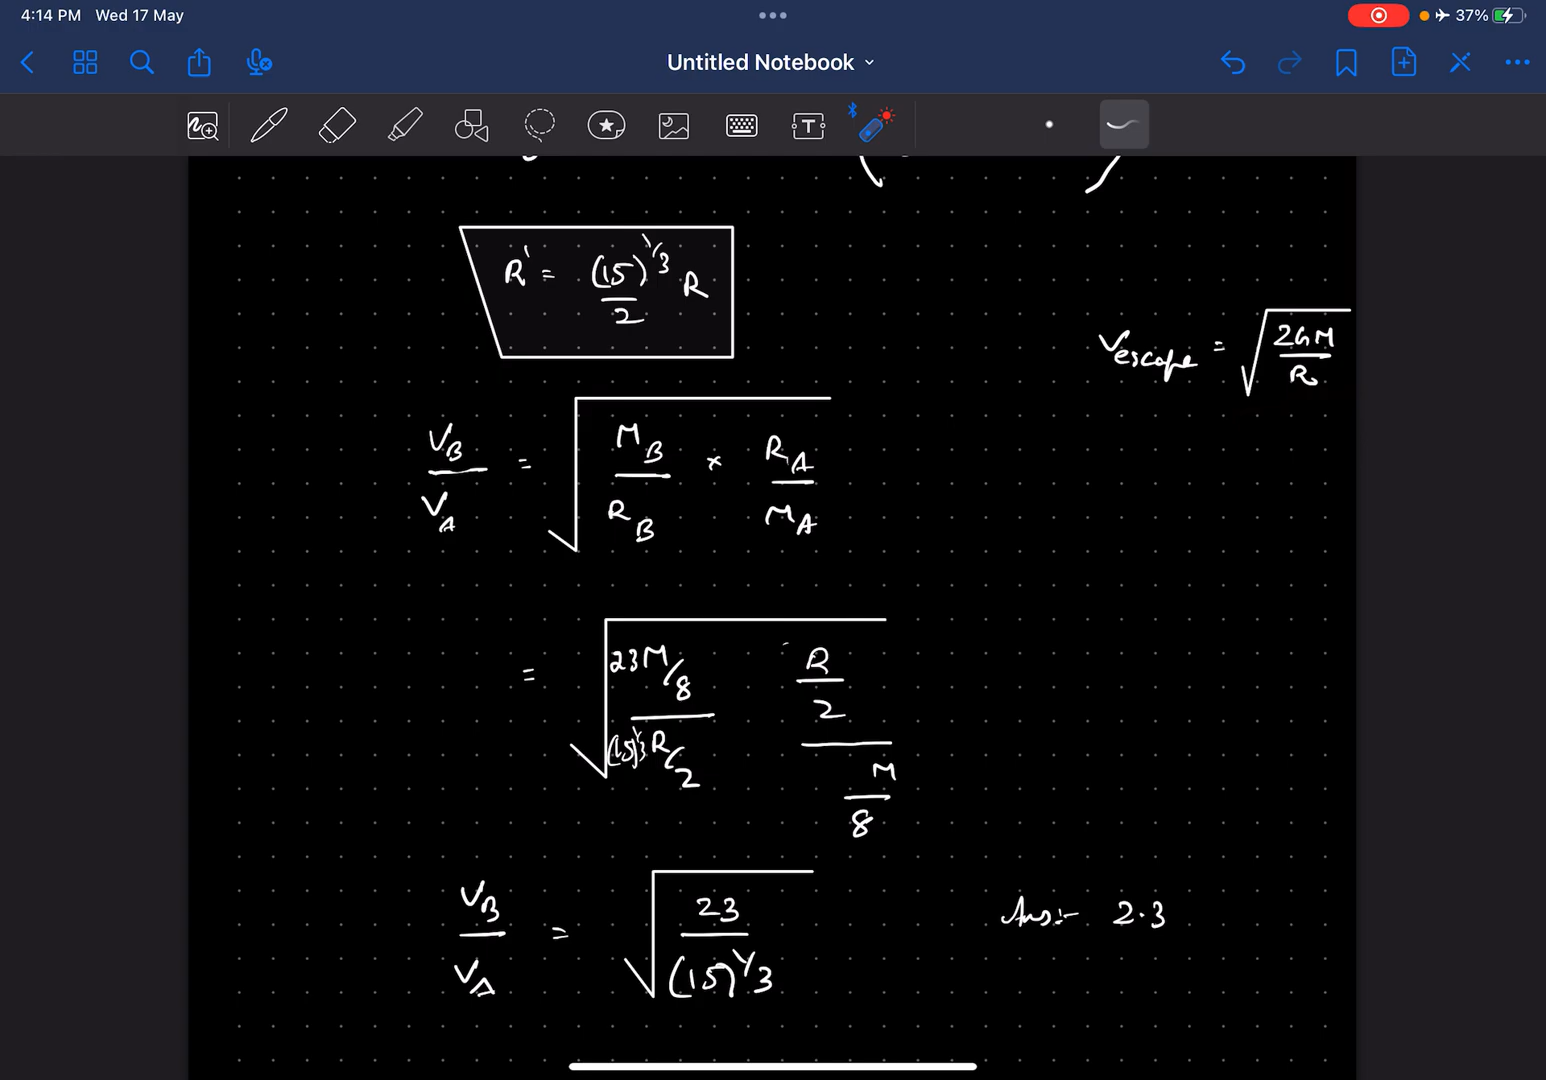 4:14 PM Wed 17 May
37%
Untitled Notebook
T
R' = (15)^1/3 / 2 R
Vescape = √(2GM / R)
VB / VA = √(MB / RB × RA / MA)
= √((23M/8) / ((15)^1/3 R/2) (R / 2) / (M / 8))
VB / VA = √(23 / (15)^1/3)
Ans:- 2.3